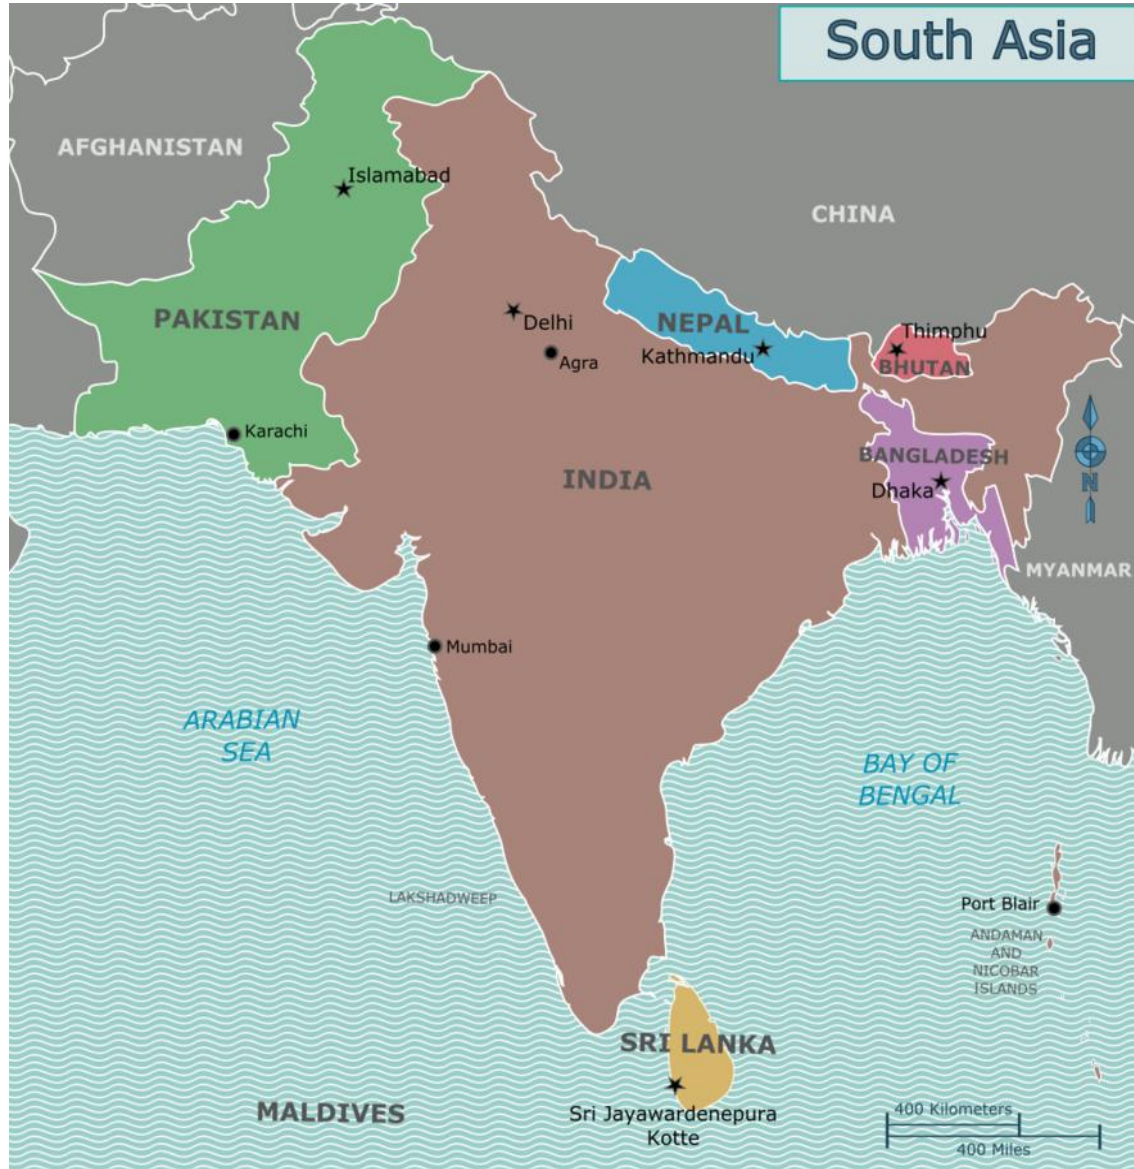 South Asia
AFGHANISTAN
Islamabad
CHINA
PAKISTAN
Delhi
NEPAL
Thimphu
Kathmandu
Agra
BHUTAN
Karachi
BANGLADESH
INDIA
Dhaka
N
MYANMAR
Mumbai
ARABIAN
SEA
BAY OF
BENGAL
LAKSHADWEEP
Port Blair
ANDAMAN
AND
NICOBAR
ISLANDS
SRI LANKA
MALDIVES
Sri Jayawardenepura
Kotte
400 Kilometers
400 Miles